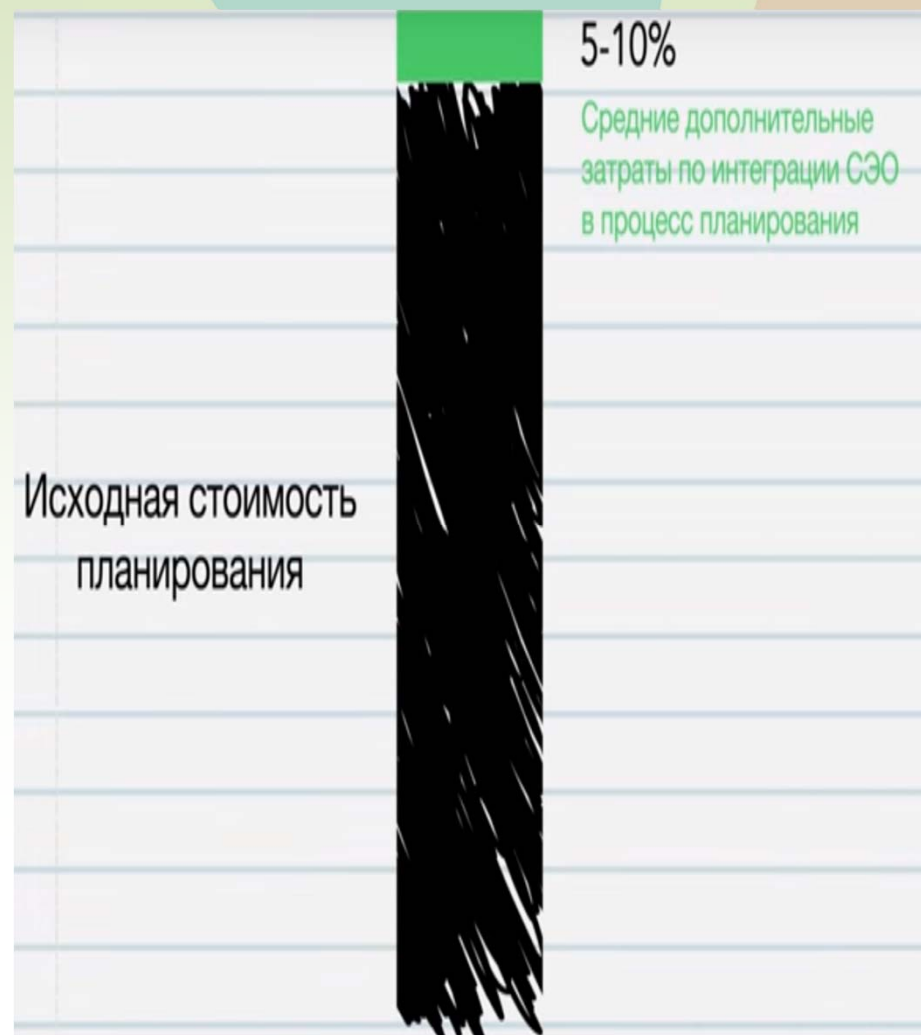 5-10%
Средние дополнительные
затраты по интеграции СЭО
в процесс планирования
Исходная стоимость
планирования